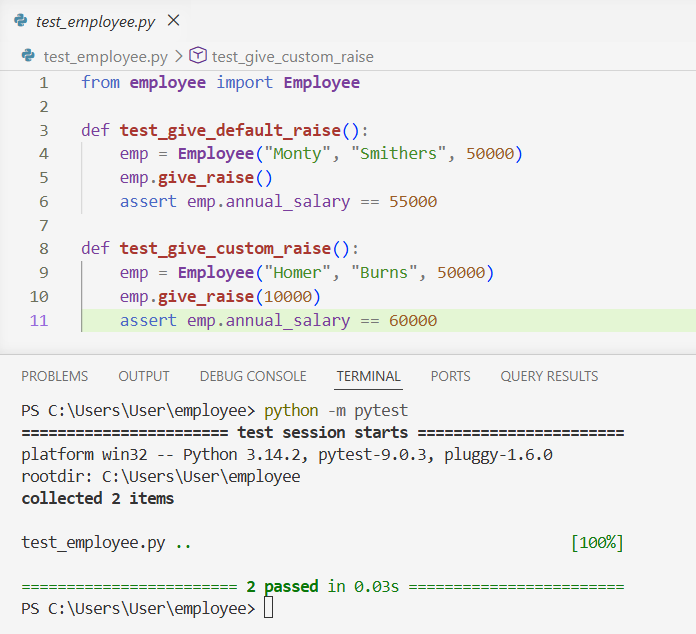 test_employee.py ×
test_employee.py > test_give_custom_raise
1 from employee import Employee
2
3 def test_give_default_raise():
4     emp = Employee("Monty", "Smithers", 50000)
5     emp.give_raise()
6     assert emp.annual_salary == 55000
7
8 def test_give_custom_raise():
9     emp = Employee("Homer", "Burns", 50000)
10     emp.give_raise(10000)
11     assert emp.annual_salary == 60000
PROBLEMS OUTPUT DEBUG CONSOLE TERMINAL PORTS QUERY RESULTS
PS C:\Users\User\employee> python -m pytest
======================= test session starts =======================
platform win32 -- Python 3.14.2, pytest-9.0.3, pluggy-1.6.0
rootdir: C:\Users\User\employee
collected 2 items
test_employee.py .. [100%]
======================== 2 passed in 0.03s ========================
PS C:\Users\User\employee>